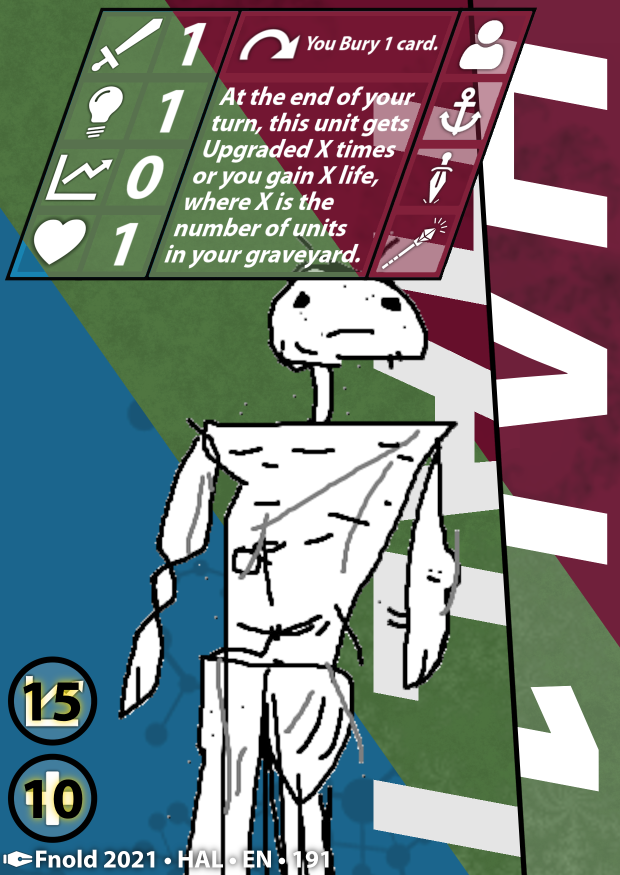 1
You Bury 1 card.
1
0
1
At the end of your
turn, this unit gets
Upgraded X times
or you gain X life,
where X is the
number of units
in your graveyard.
HAL 1
15
10
Fnold 2021 • HAL • EN • 191